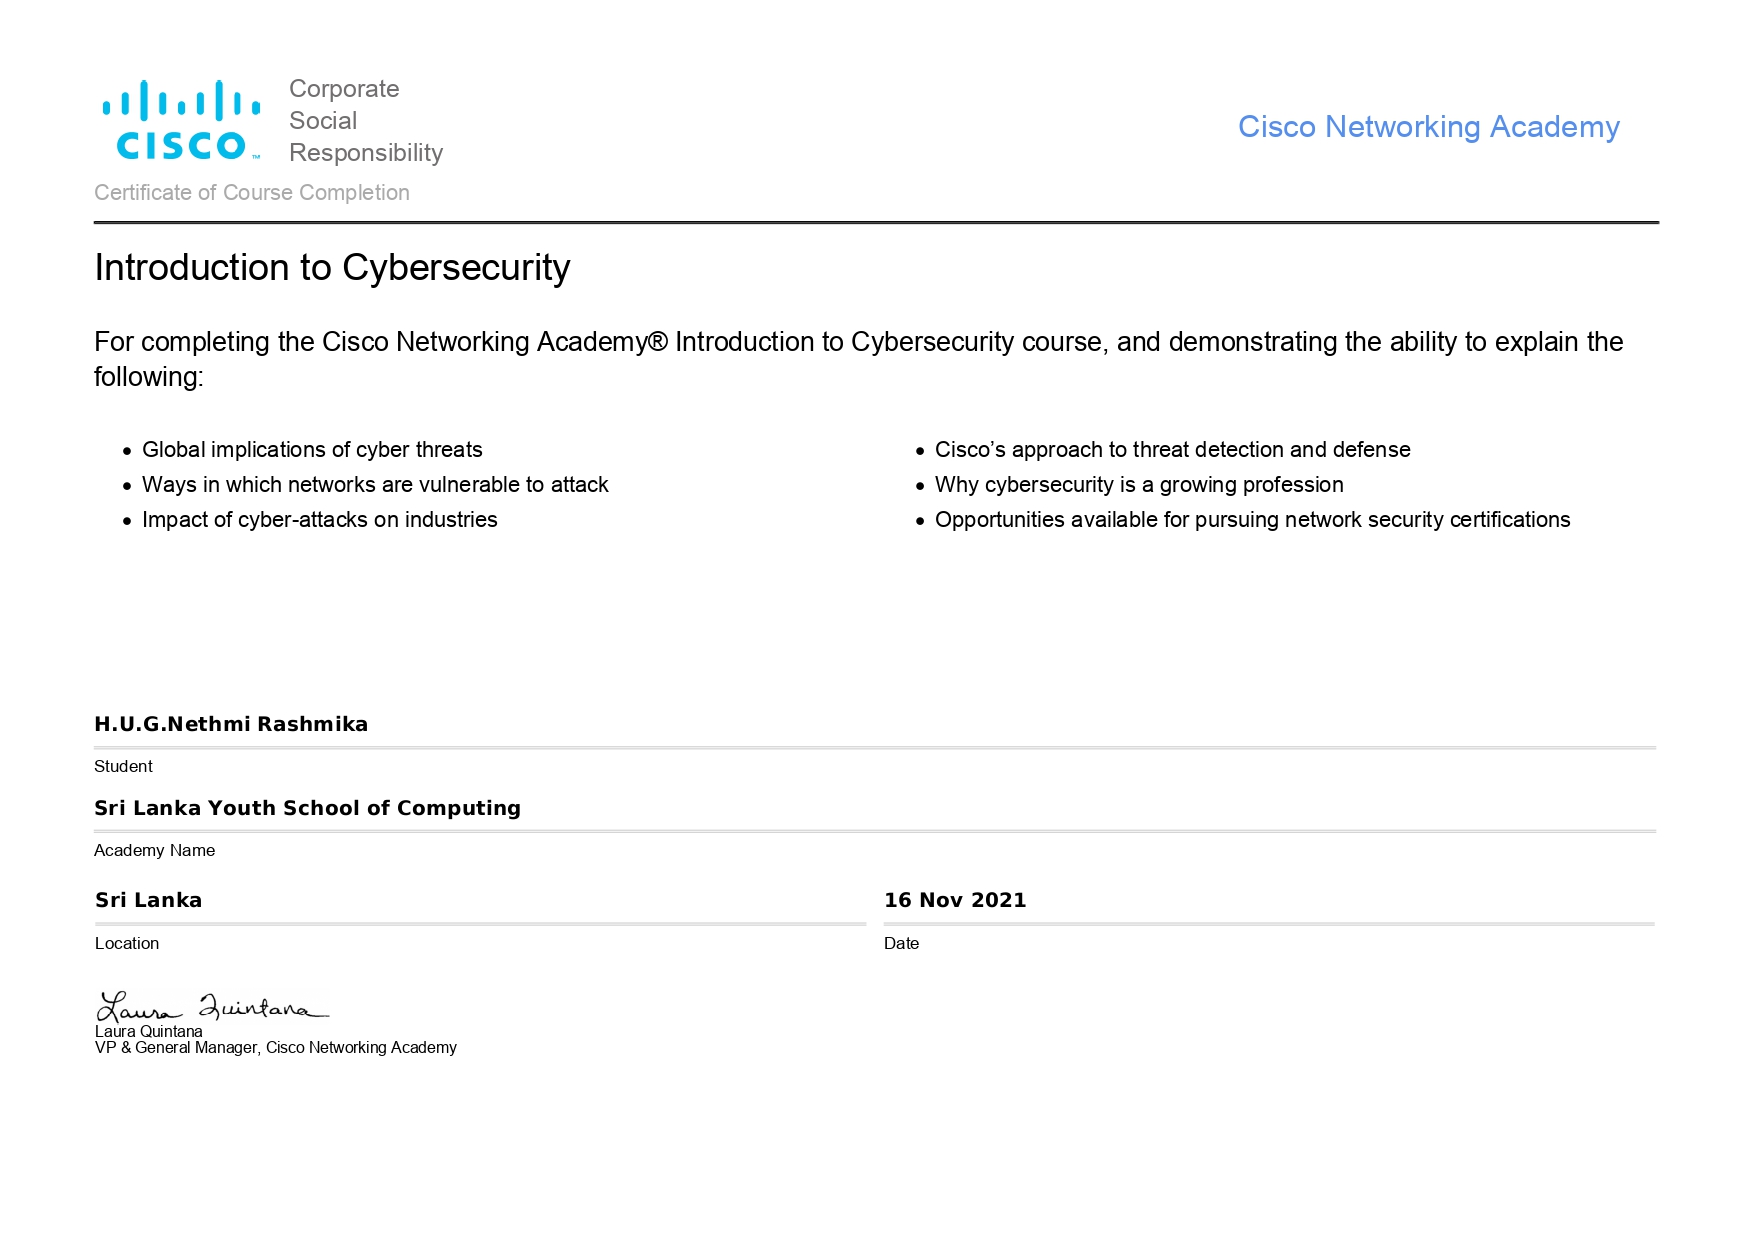 CISCO™
Corporate
Social
Responsibility
Cisco Networking Academy
Certificate of Course Completion
Introduction to Cybersecurity
For completing the Cisco Networking Academy® Introduction to Cybersecurity course, and demonstrating the ability to explain the
following:
• Global implications of cyber threats
• Ways in which networks are vulnerable to attack
• Impact of cyber-attacks on industries
• Cisco’s approach to threat detection and defense
• Why cybersecurity is a growing profession
• Opportunities available for pursuing network security certifications
H.U.G.Nethmi Rashmika
Student
Sri Lanka Youth School of Computing
Academy Name
Sri Lanka
Location
16 Nov 2021
Date
Laura Quintana
Laura Quintana
VP & General Manager, Cisco Networking Academy